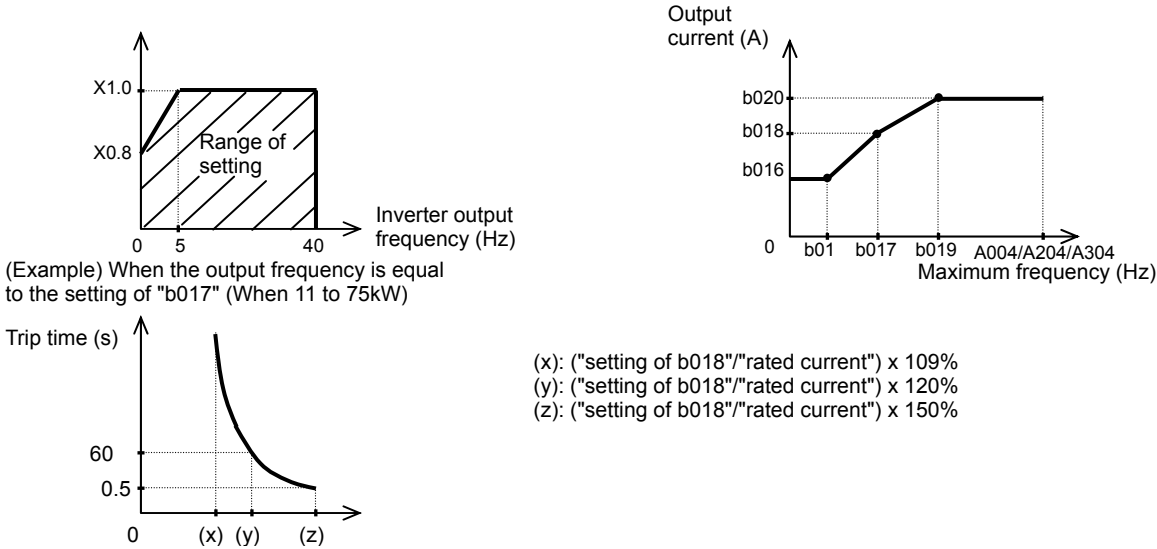 X1.0
X0.8
Range of
setting
0
5
40
Inverter output
frequency (Hz)
Output
current (A)
b020
b018
b016
0
b01
b017
b019
A004/A204/A304
Maximum frequency (Hz)
(Example) When the output frequency is equal
to the setting of "b017" (When 11 to 75kW)
Trip time (s)
60
0.5
0
(x)
(y)
(z)
(x): ("setting of b018"/"rated current") x 109%
(y): ("setting of b018"/"rated current") x 120%
(z): ("setting of b018"/"rated current") x 150%